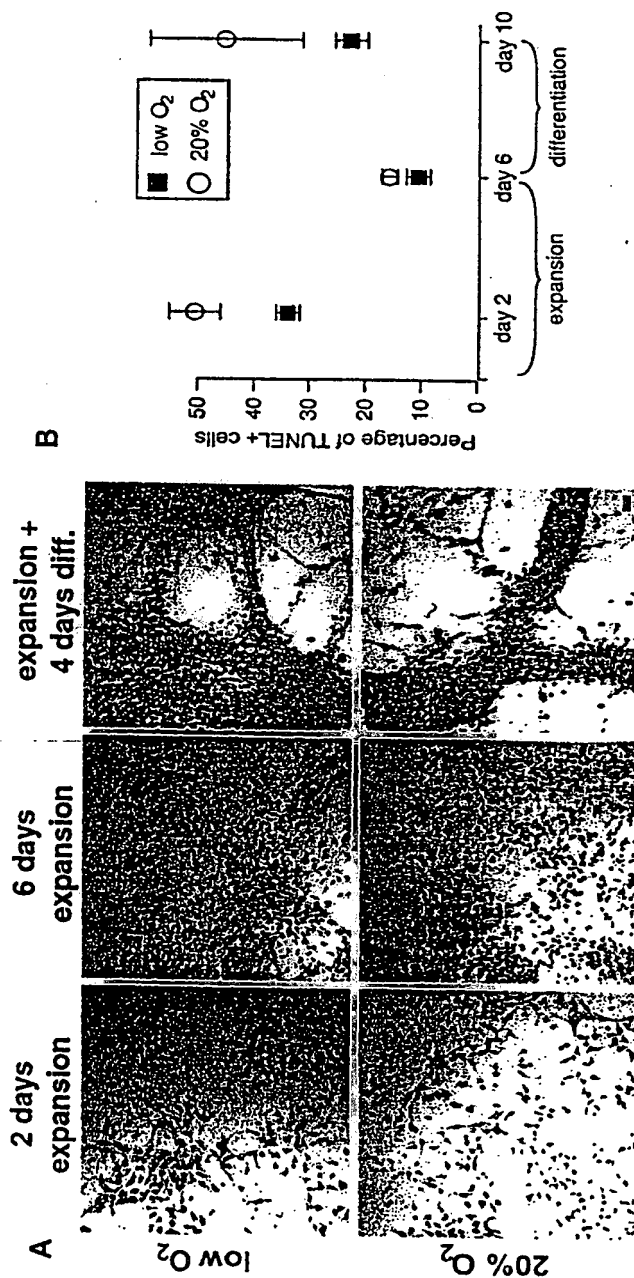 A
2 days
expansion
6 days
expansion
expansion +
4 days diff.
low O₂
20% O₂
B
low O₂
20% O₂
Percentage of TUNEL+ cells
50
40
30
20
10
0
day 2
day 6
day 10
expansion
differentiation